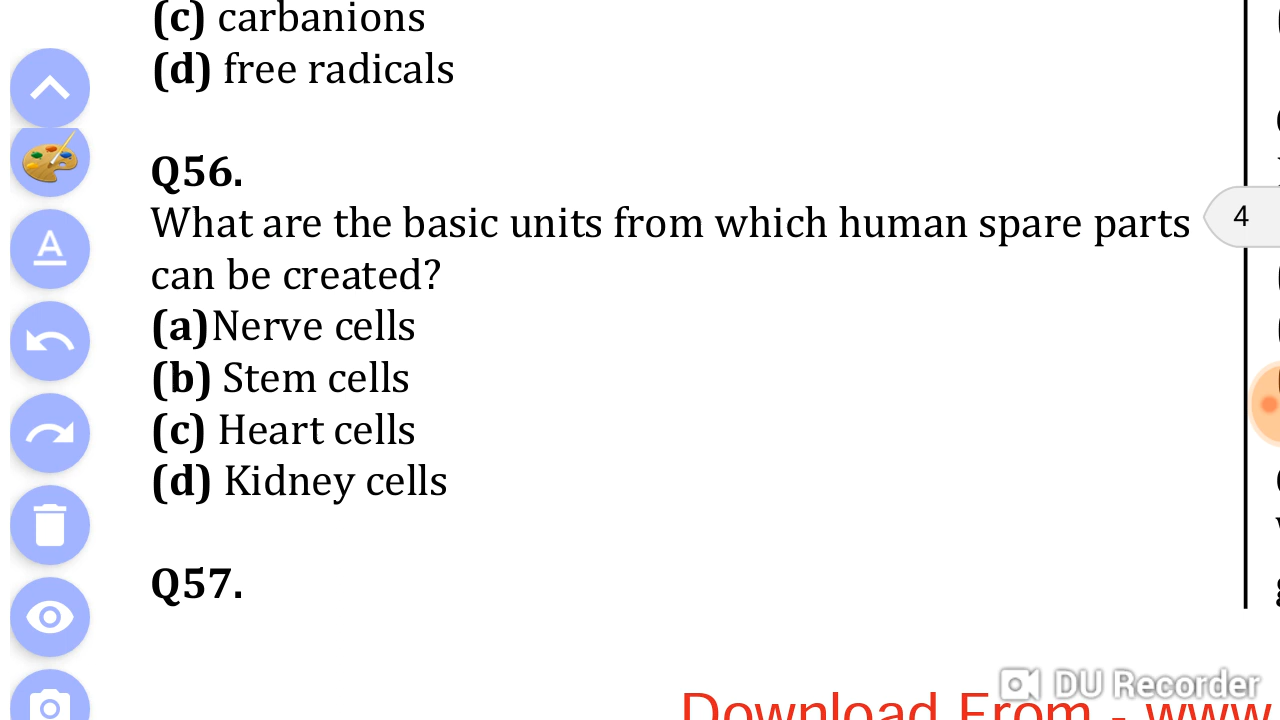 (c) carbanions
(d) free radicals
Q56.
What are the basic units from which human spare parts
can be created?
(a)Nerve cells
(b) Stem cells
(c) Heart cells
(d) Kidney cells
Q57.
4
A
DU Recorder
Download From - www